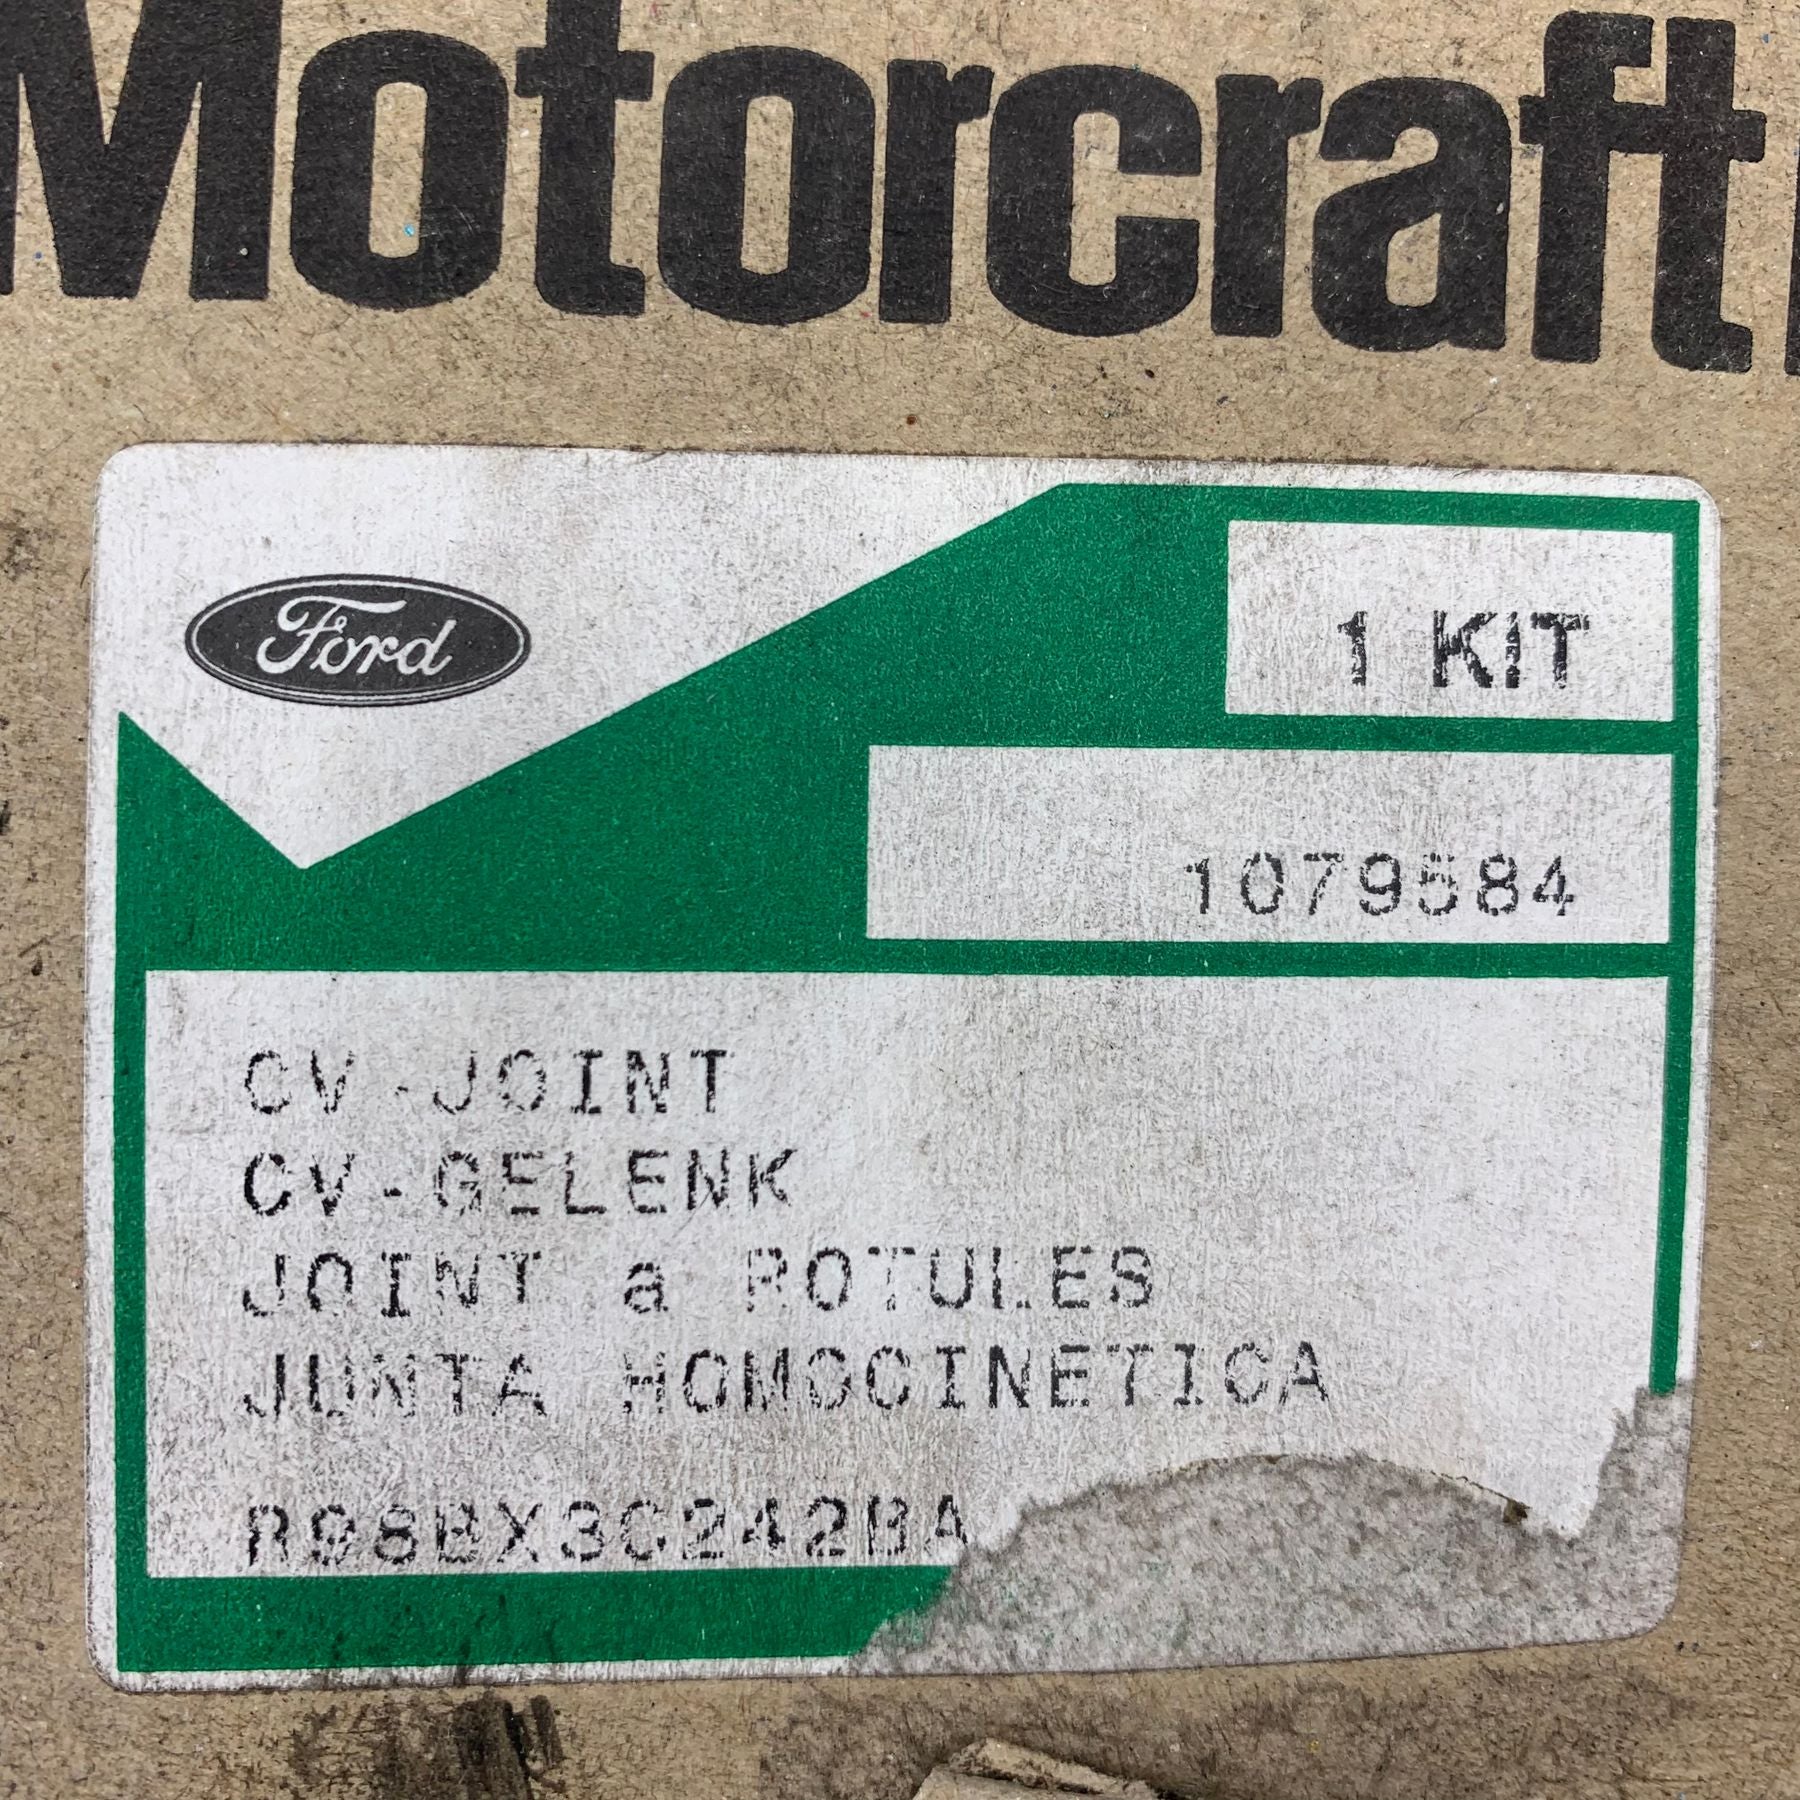 Motorcraft
Ford
1 KIT
1079584
CV-JOINT
CV-GELENK
JOINT a ROTULES
JUNTA HOMOCINETICA
R98BX3C242BA